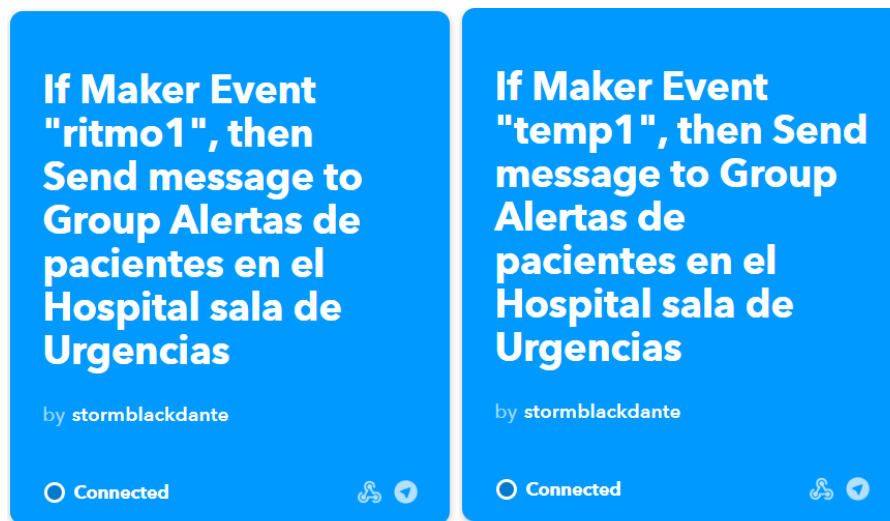 If Maker Event
"ritmo1", then
Send message to
Group Alertas de
pacientes en el
Hospital sala de
Urgencias
by stormblackdante
Connected
If Maker Event
"temp1", then Send
message to Group
Alertas de
pacientes en el
Hospital sala de
Urgencias
by stormblackdante
Connected